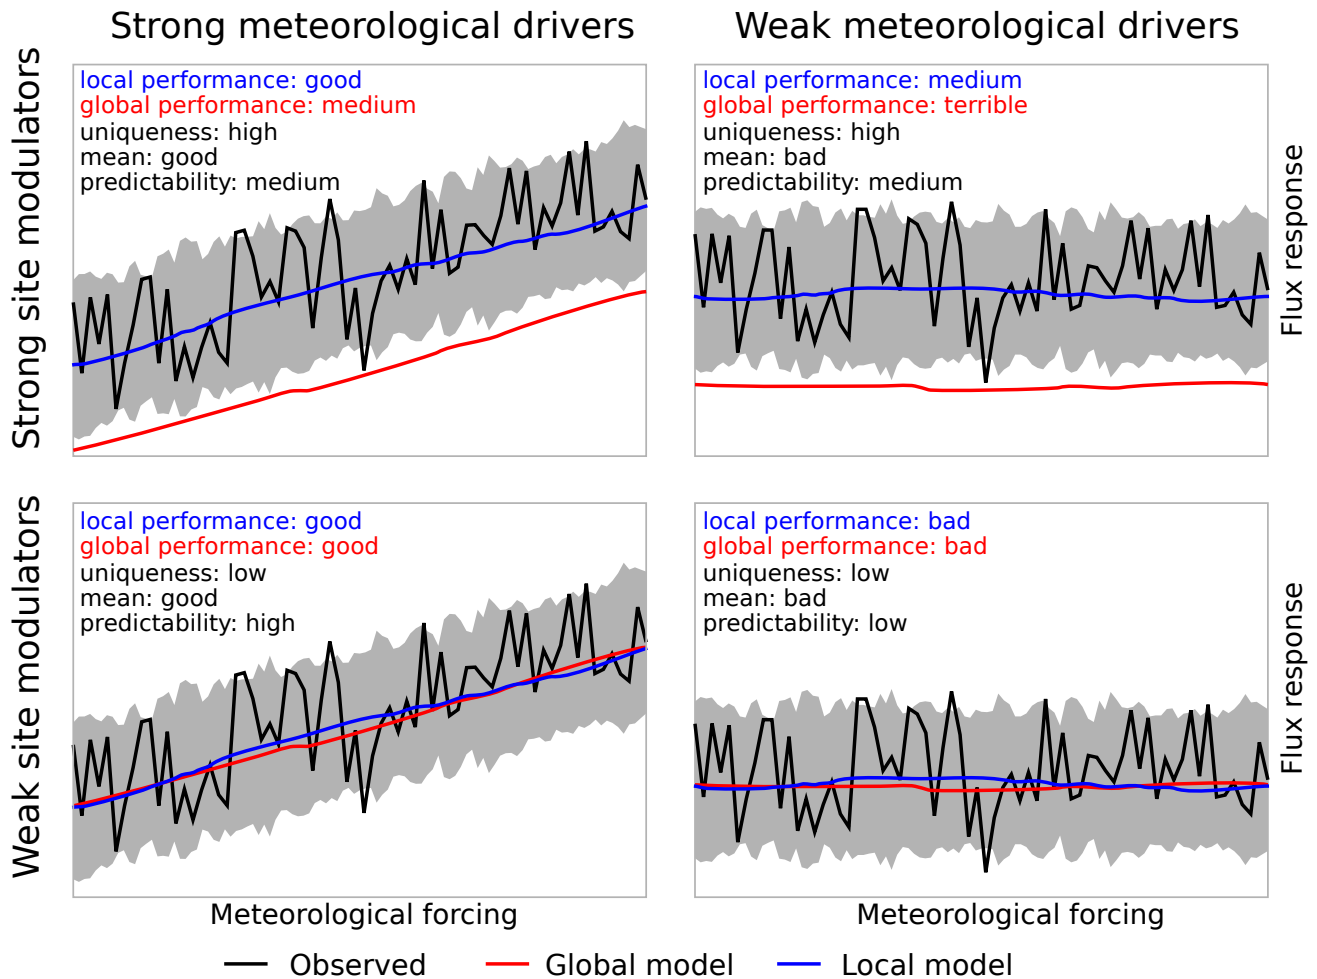 Strong meteorological drivers
Weak meteorological drivers
Strong site modulators
local performance: good
global performance: medium
uniqueness: high
mean: good
predictability: medium
local performance: medium
global performance: terrible
uniqueness: high
mean: bad
predictability: medium
Flux response
Weak site modulators
local performance: good
global performance: good
uniqueness: low
mean: good
predictability: high
local performance: bad
global performance: bad
uniqueness: low
mean: bad
predictability: low
Flux response
Meteorological forcing
Meteorological forcing
Observed
Global model
Local model